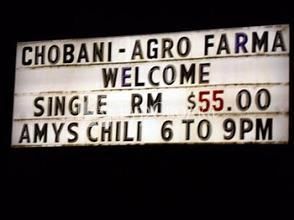 CHOBANI - AGRO FARMA
WELCOME
SINGLE RM $55.00
AMYS CHILI 6 TO 9PM